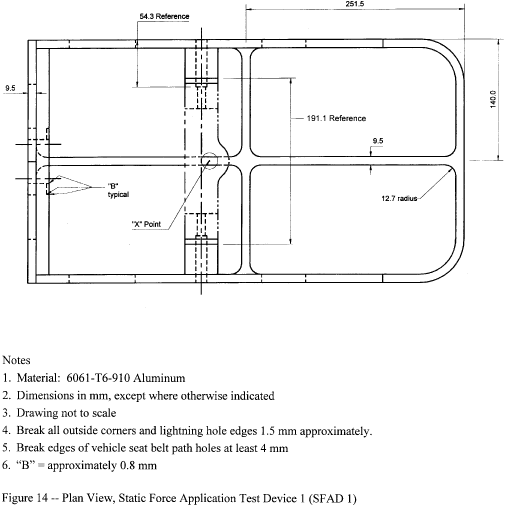 251.5
54.3 Reference
9.5
140.0
191.1 Reference
9.5
"B"
typical
12.7 radius
"X" Point
Notes
1. Material: 6061-T6-910 Aluminum
2. Dimensions in mm, except where otherwise indicated
3. Drawing not to scale
4. Break all outside corners and lightning hole edges 1.5 mm approximately.
5. Break edges of vehicle seat belt path holes at least 4 mm
6. “B” = approximately 0.8 mm
Figure 14 -- Plan View, Static Force Application Test Device 1 (SFAD 1)